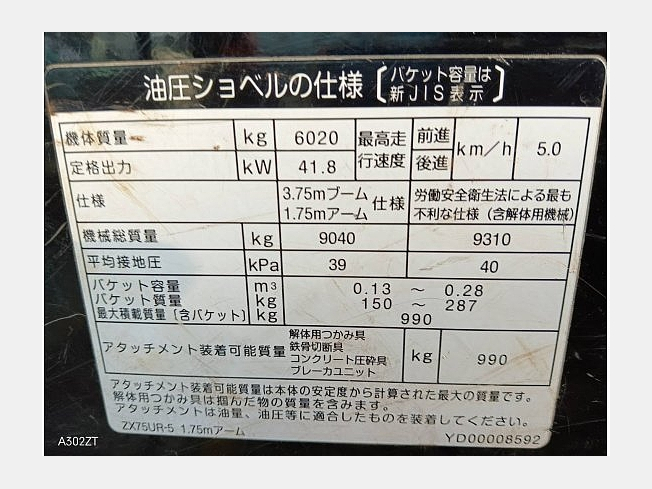 油圧ショベルの仕様〔バケット容量は新JIS表示〕
機体質量 kg 6020 最高走行速度 前進 後進 km/h 5.0
定格出力 kW 41.8
仕様 3.75mブーム 1.75mアーム 仕様 労働安全衛生法による最も不利な仕様(含解体用機械)
機械総質量 kg 9040 9310
平均接地圧 kPa 39 40
バケット容量 m³ 0.13 ~ 0.28
バケット質量 kg 150 ~ 287
最大積載質量(含バケット) kg 990
アタッチメント装着可能質量 解体用つかみ具 鉄骨切断具 コンクリート圧砕具 ブレーカユニット kg 990
アタッチメント装着可能質量は本体の安定度から計算された最大の質量です。
解体用つかみ具は掴んだ物の質量を含みます。
アタッチメントは油量、油圧等に適合したものを装着してください。
ZX75UR-5 1.75mアーム YD00008592
A302ZT